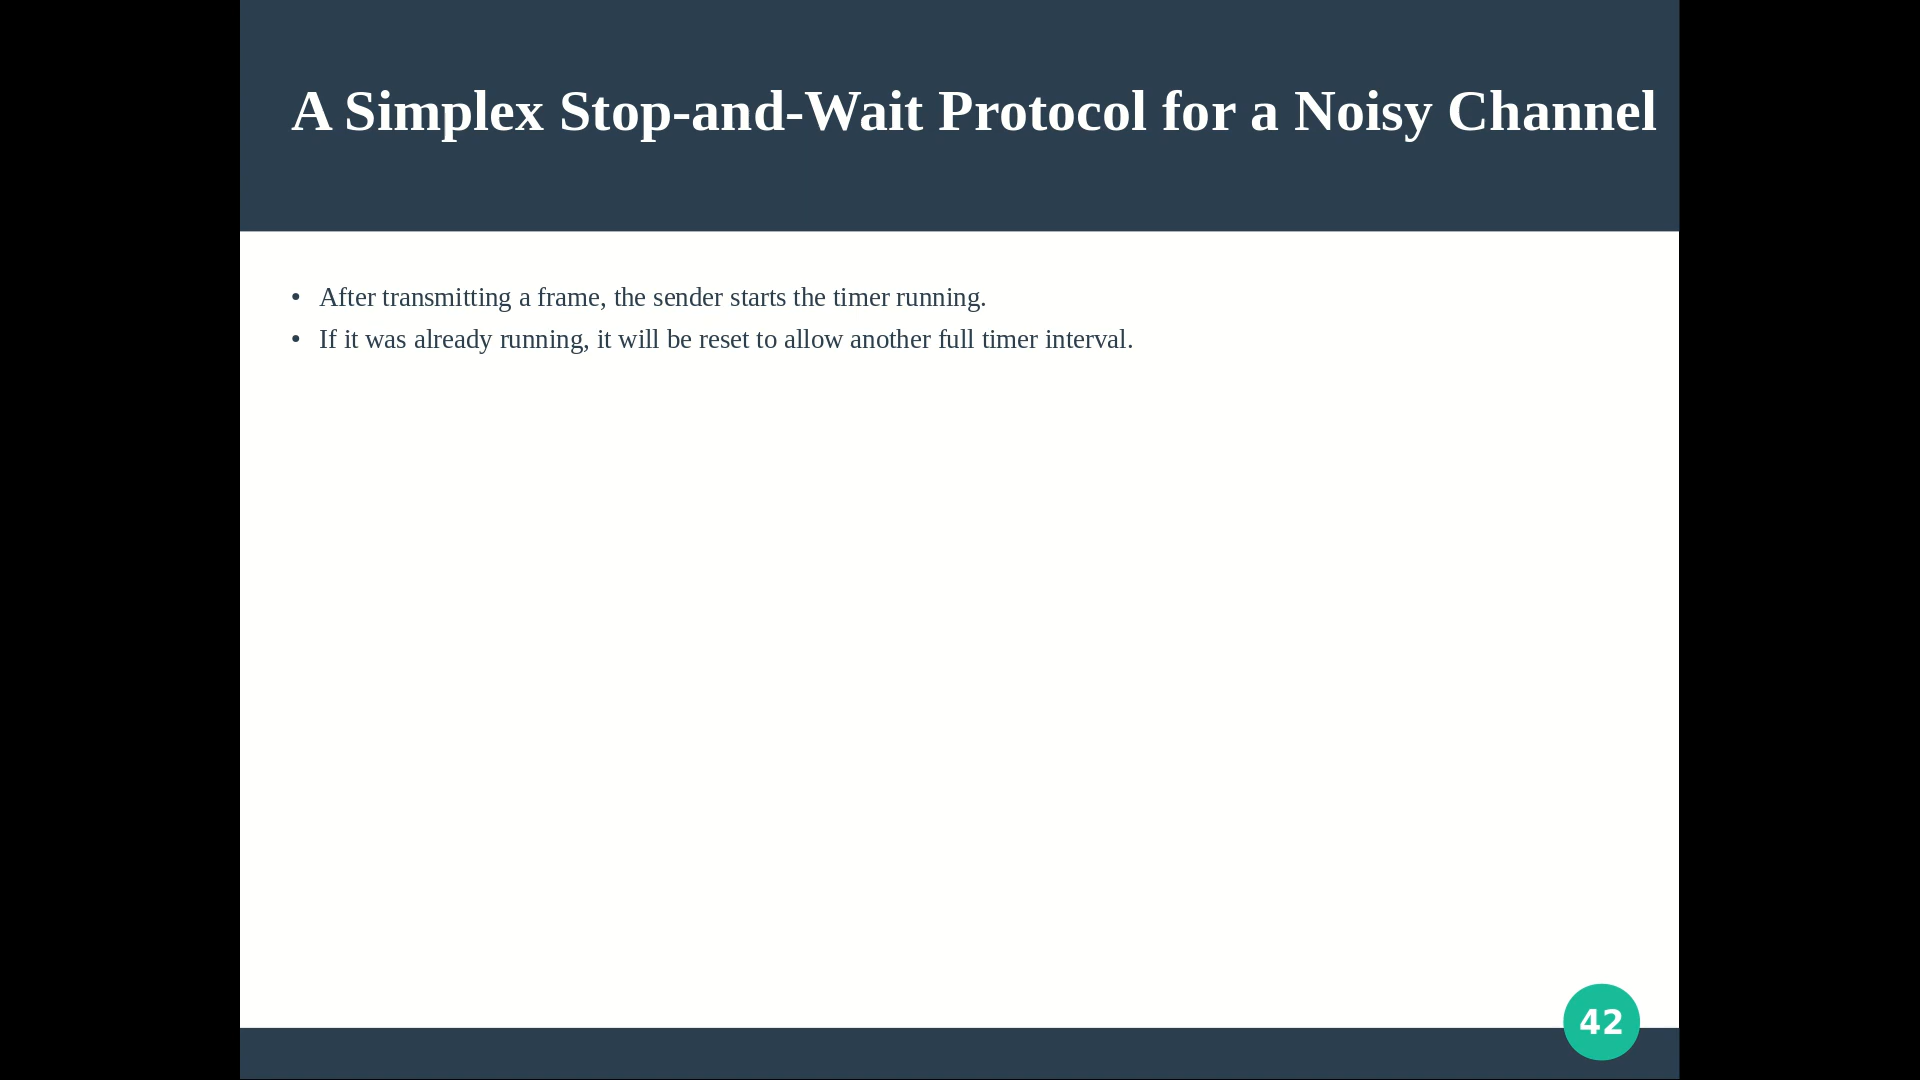 A Simplex Stop-and-Wait Protocol for a Noisy Channel
• After transmitting a frame, the sender starts the timer running.
• If it was already running, it will be reset to allow another full timer interval.
42